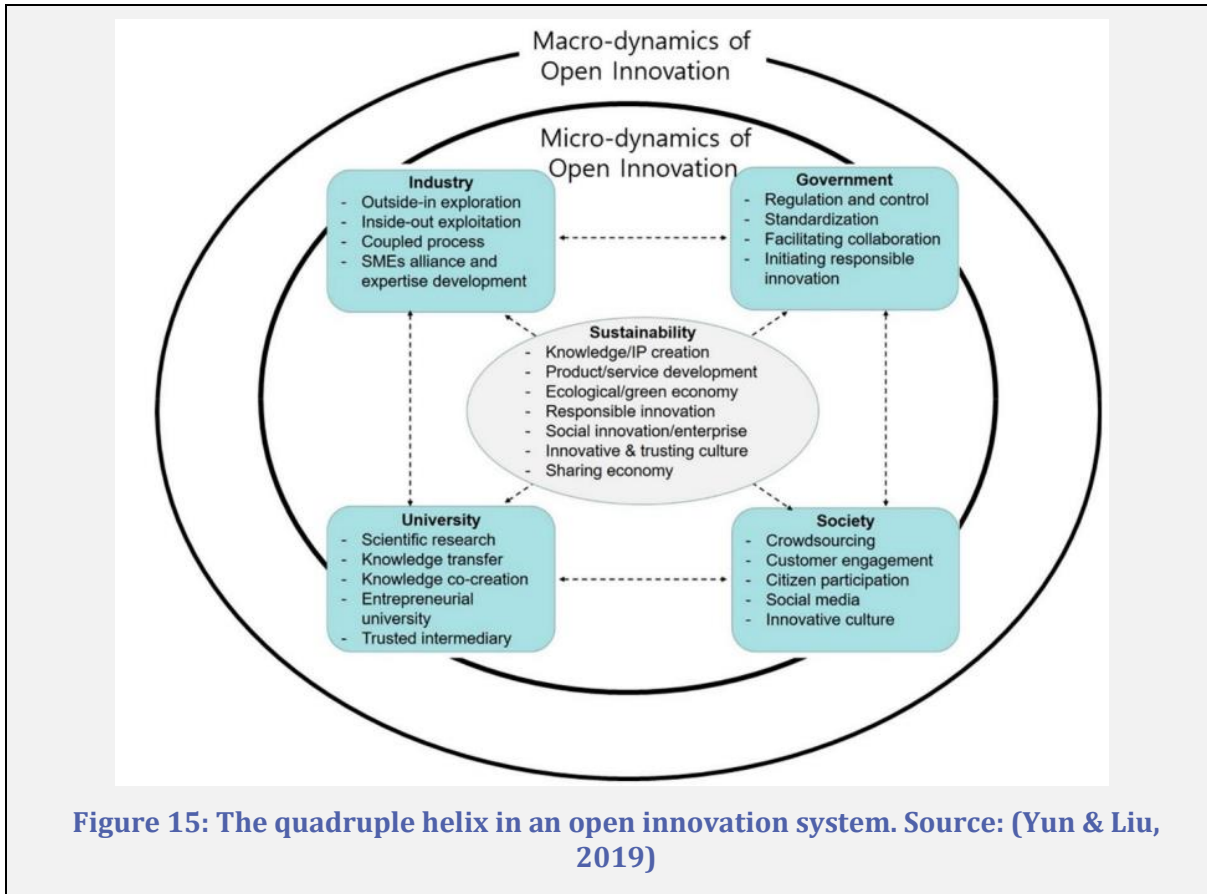 Macro-dynamics of
Open Innovation
Micro-dynamics of
Open Innovation
Industry
- Outside-in exploration
- Inside-out exploitation
- Coupled process
- SMEs alliance and
expertise development
Government
- Regulation and control
- Standardization
- Facilitating collaboration
- Initiating responsible
innovation
Sustainability
- Knowledge/IP creation
- Product/service development
- Ecological/green economy
- Responsible innovation
- Social innovation/enterprise
- Innovative & trusting culture
- Sharing economy
University
- Scientific research
- Knowledge transfer
- Knowledge co-creation
- Entrepreneurial
university
- Trusted intermediary
Society
- Crowdsourcing
- Customer engagement
- Citizen participation
- Social media
- Innovative culture
Figure 15: The quadruple helix in an open innovation system. Source: (Yun & Liu,
2019)